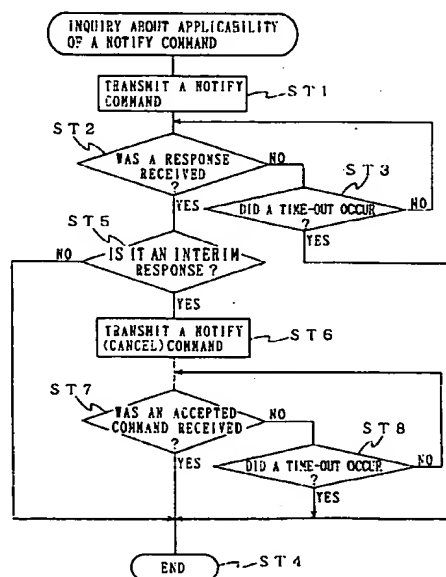 INQUIRY ABOUT APPLICABILITY
OF A NOTIFY COMMAND
TRANSMIT A NOTIFY
COMMAND
ST1
ST2
WAS A RESPONSE
RECEIVED
?
NO
YES
ST3
DID A TIME-OUT OCCUR
?
NO
YES
ST5
IS IT AN INTERIM
RESPONSE ?
NO
YES
TRANSMIT A NOTIFY
(CANCEL) COMMAND
ST6
ST7
WAS AN ACCEPTED
COMMAND RECEIVED
?
NO
YES
ST8
DID A TIME-OUT OCCUR
?
NO
YES
END
ST4